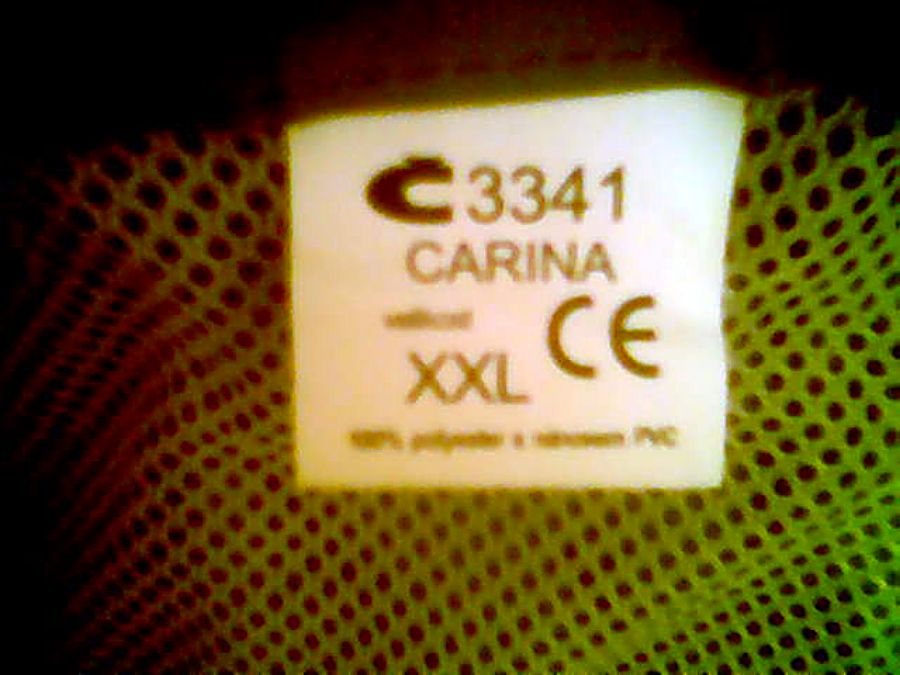 C 3341
CARINA
velikost
CE
XXL
100% polyester s nánosem PVC